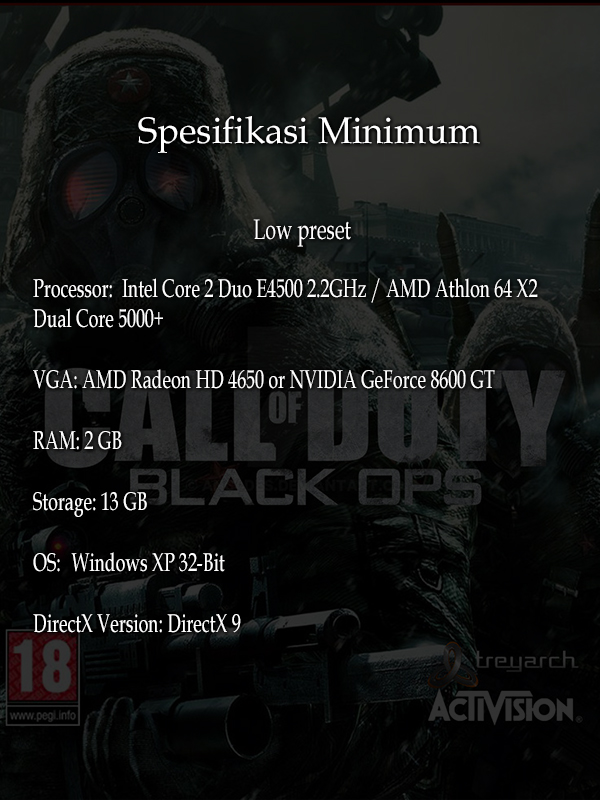 Spesifikasi Minimum
Low preset
Processor: Intel Core 2 Duo E4500 2.2GHz / AMD Athlon 64 X2
Dual Core 5000+
VGA: AMD Radeon HD 4650 or NVIDIA GeForce 8600 GT
CALL OF DUTY
RAM: 2 GB
BLACK OPS
Storage: 13 GB
OS: Windows XP 32-Bit
DirectX Version: DirectX 9
18
www.pegi.info
treyarch
ACTIVISION